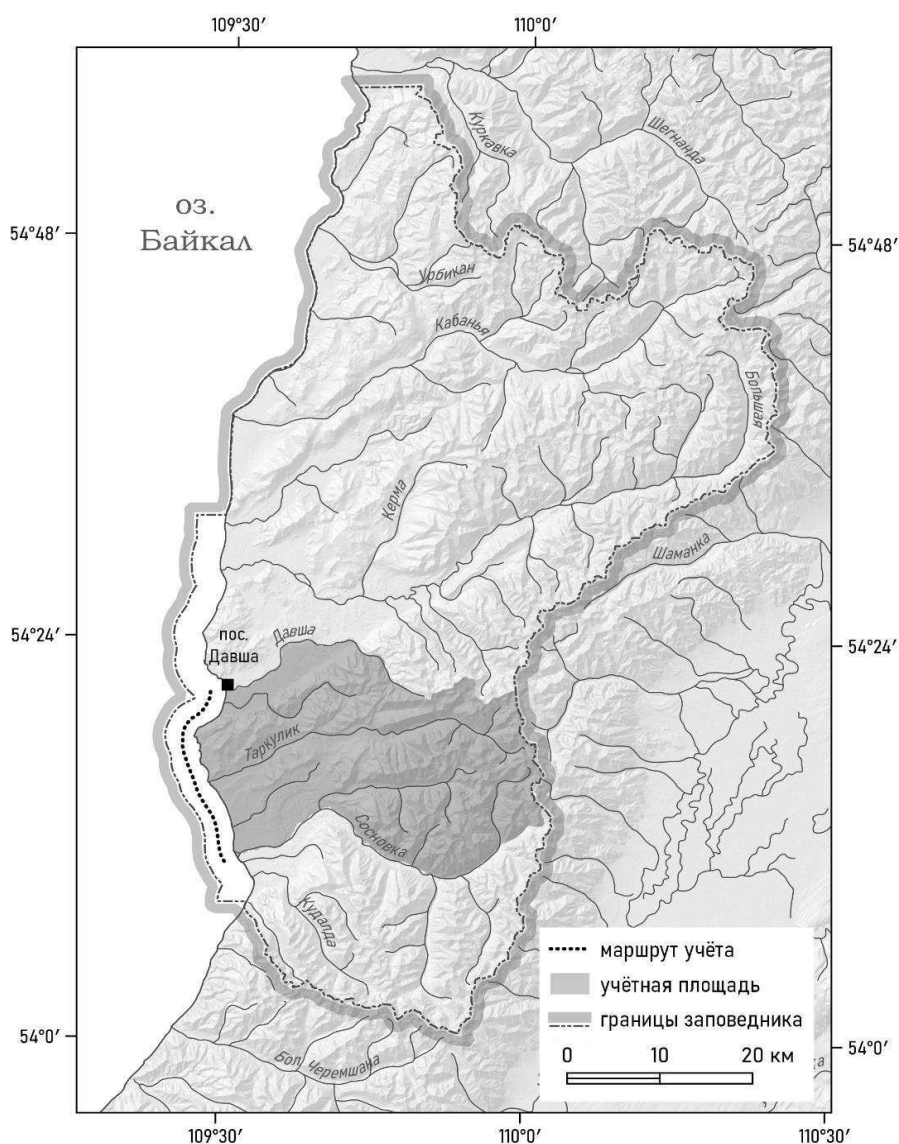 109°30′ 110°0′
Куркавка
Шегнанда
оз.
Байкал
54°48′ 54°48′
Урбикан
Кабанья
Большая
Керма
Шаманка
54°24′ 54°24′
пос.
Давша
Давша
Таркулик
Сосновка
Кудалда
маршрут учёта
учётная площадь
границы заповедника
0 10 20 км
54°0′ 54°0′
Бол. Черемшана
109°30′ 110°0′ 110°30′